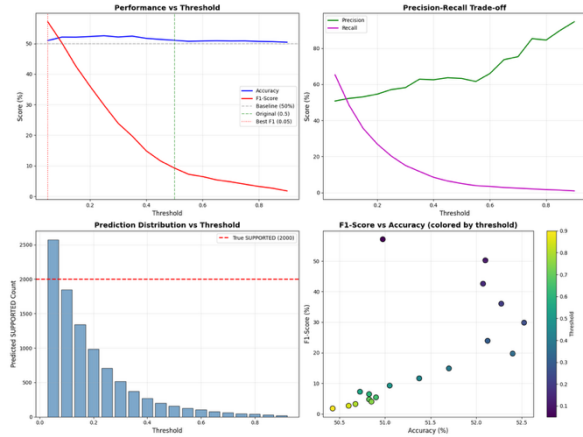 Performance vs Threshold
Score (%)
60
50
40
30
20
10
0
Accuracy
F1-Score
Baseline (50%)
Original (0.5)
Best F1 (0.05)
0.2
0.4
0.6
0.8
Threshold
Precision-Recall Trade-off
Score (%)
80
60
40
20
0
Precision
Recall
0.2
0.4
0.6
0.8
Threshold
Prediction Distribution vs Threshold
Predicted SUPPORTED Count
2500
2000
1500
1000
500
0
True SUPPORTED (2000)
0.0
0.2
0.4
0.6
0.8
Threshold
F1-Score vs Accuracy (colored by threshold)
F1-Score (%)
50
40
30
20
10
0
50.5
51.0
51.5
52.0
52.5
Accuracy (%)
0.9
0.8
0.7
0.6
0.5
0.4
0.3
0.2
0.1
Threshold